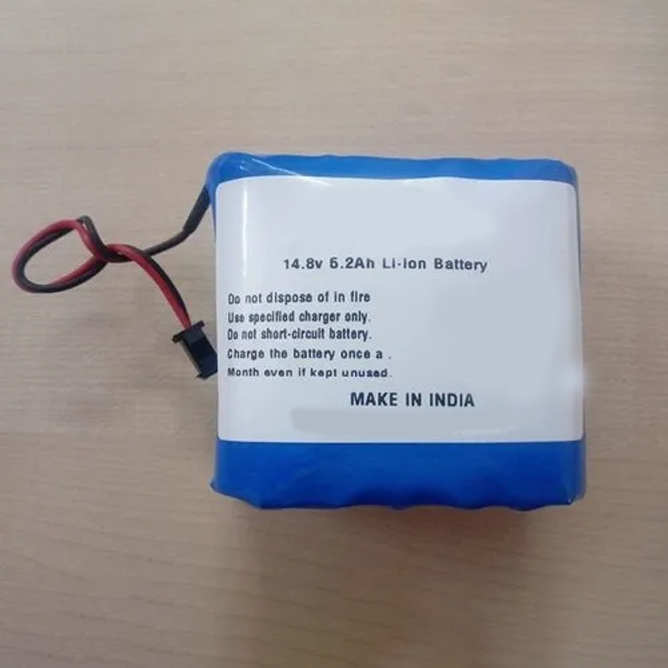 14.8v 5.2Ah Li-ion Battery
Do not dispose of in fire
Use specified charger only.
Do not short-circuit battery.
Charge the battery once a .
Month even if kept unused.
MAKE IN INDIA